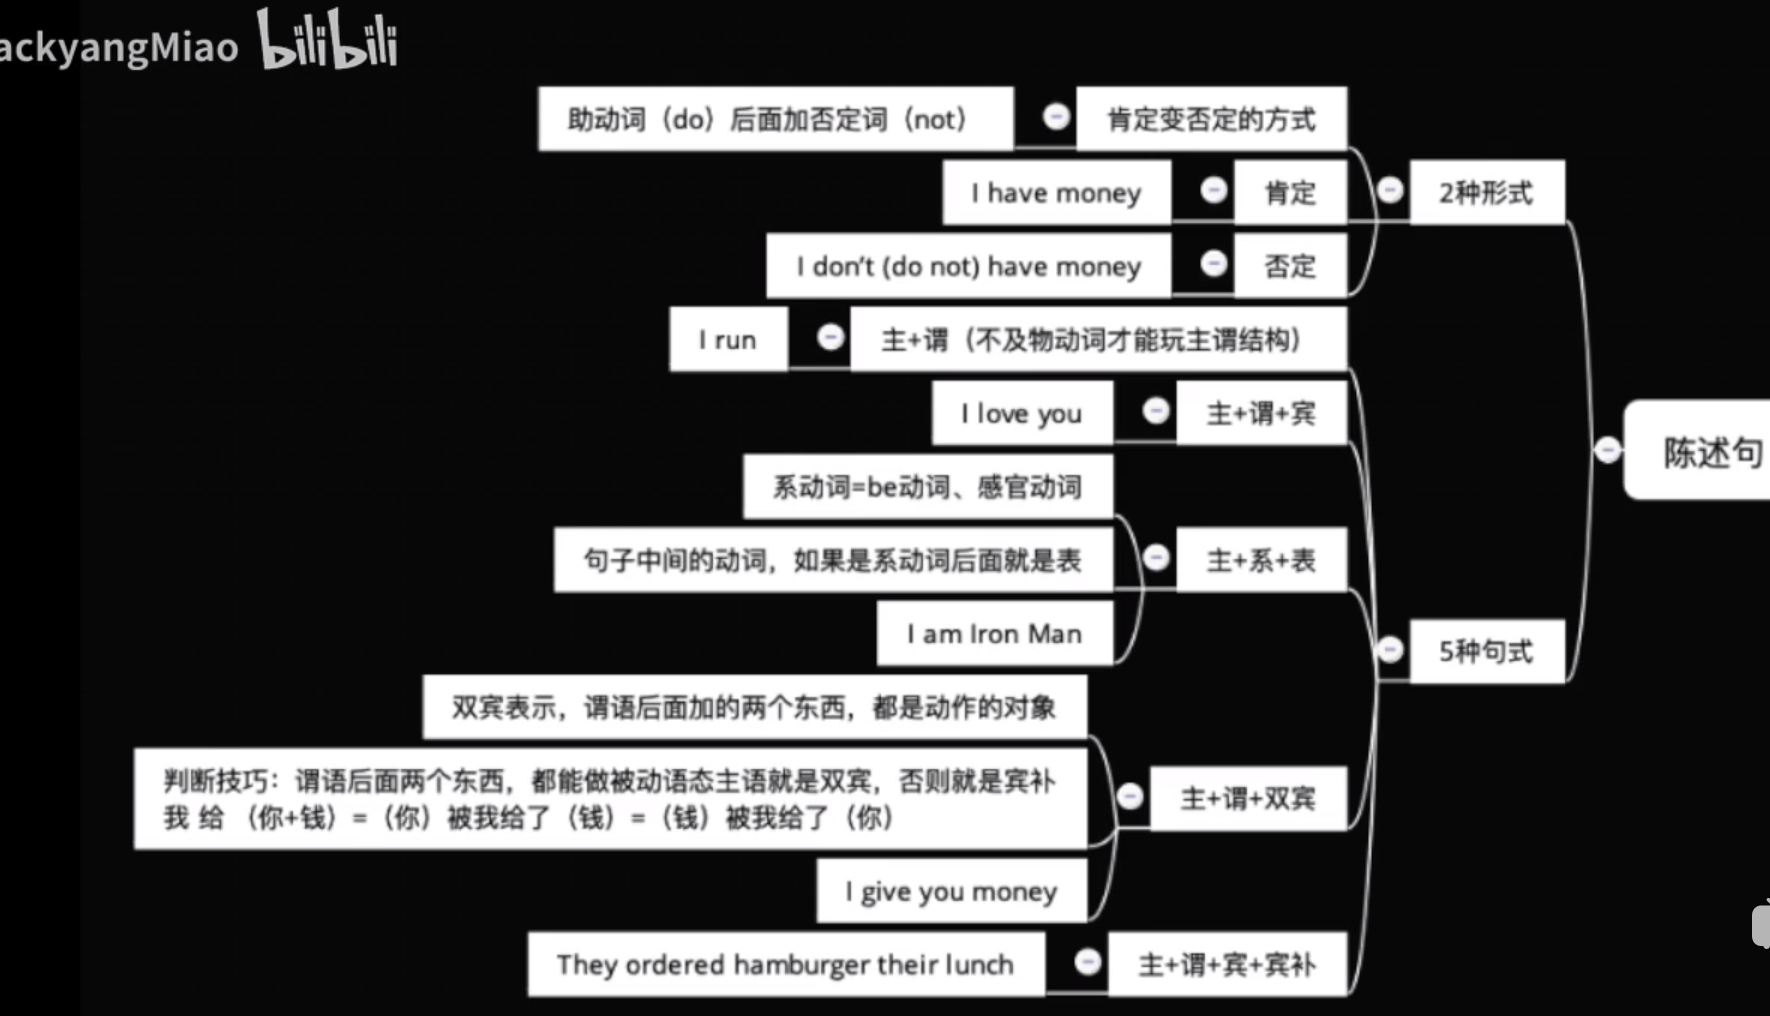 ackyangMiao bilibili
助动词（do）后面加否定词（not）
肯定变否定的方式
I have money
肯定
2种形式
I don’t (do not) have money
否定
I run
主+谓（不及物动词才能玩主谓结构）
I love you
主+谓+宾
陈述句
系动词=be动词、感官动词
句子中间的动词，如果是系动词后面就是表
主+系+表
I am Iron Man
5种句式
双宾表示，谓语后面加的两个东西，都是动作的对象
判断技巧：谓语后面两个东西，都能做被动语态主语就是双宾，否则就是宾补
我 给 （你+钱）=（你）被我给了（钱）=（钱）被我给了（你）
主+谓+双宾
I give you money
They ordered hamburger their lunch
主+谓+宾+宾补